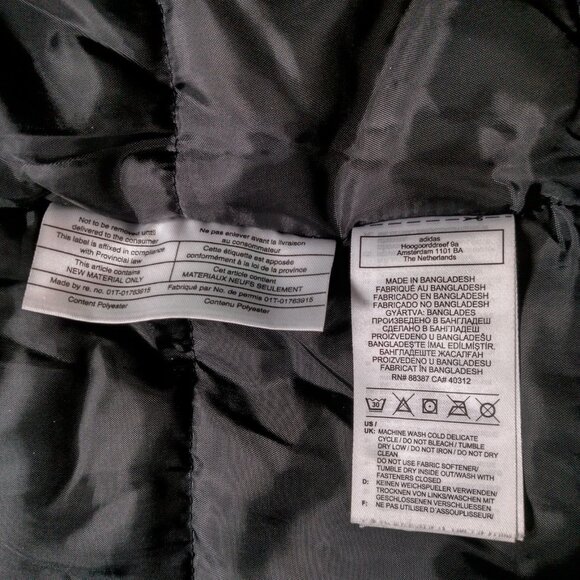 Not to be removed until
delivered to the consumer
This label is affixed in compliance
with Provincial law
This article contains
NEW MATERIAL ONLY
Made by re. no. 01T-01763915
Content Polyester
Ne pas enlever avant la livraison
au consommateur
Cette étiquette est apposée
conformément à la loi de la province
Cet article contient
MATERIAUX NEUFS SEULEMENT
Fabriqué par No. de permis 01T-01763915
Contenu Polyester
adidas
Hoogoorddreef 9a
Amsterdam 1101 BA
The Netherlands
MADE IN BANGLADESH
FABRIQUÉ AU BANGLADESH
FABRICADO EN BANGLADESH
FABRICADO NO BANGLADESH
GYÁRTVA: BANGLADESH
ПРОИЗВЕДЕНО В БАНГЛАДЕШ
СДЕЛАНО В БАНГЛАДЕШ
PROIZVEDENO U BANGLADEŠU
BANGLADEŞ'TE İMAL EDİLMİŞTİR,
БАНГЛАДЕШТЕ ЖАСАЛҒАН
PROIZVEDENO U BANGLADEŠ
FABRICAT ÎN BANGLADESH
RN# 88387 CA# 40312
30
US /
UK: MACHINE WASH COLD DELICATE
CYCLE / DO NOT BLEACH / TUMBLE
DRY LOW / DO NOT IRON / DO NOT DRY
CLEAN
DO NOT USE FABRIC SOFTENER/
TUMBLE DRY INSIDE OUT/WASH WITH
FASTENERS CLOSED
D: KEINEN WEICHSPUELER VERWENDEN/
TROCKNEN VON LINKS/WASCHEN MIT
GESCHLOSSENEN VERSCHLUESSEN
F: NE PAS UTILISER D'ASSOUPLISSEUR/